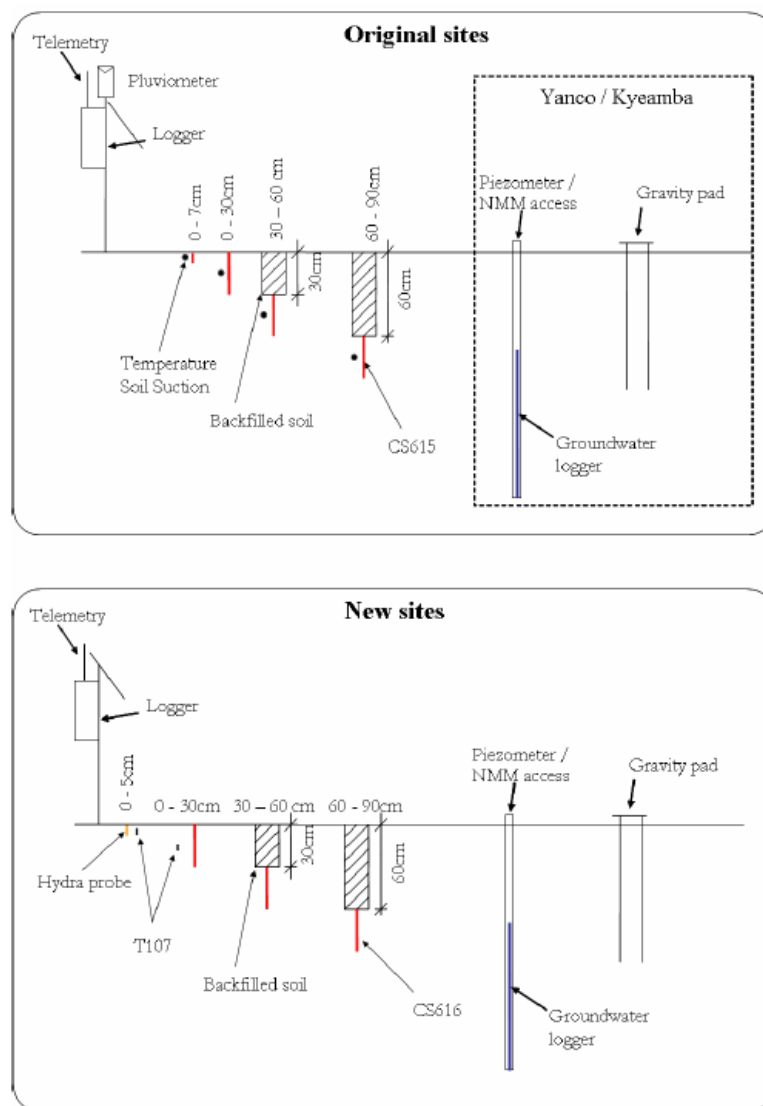 Original sites
Telemetry
Pluviometer
Logger
Yanco / Kyeamba
Piezometer /
NMM access
Gravity pad
0 - 7cm
0 - 30cm
30 – 60 cm
60 - 90cm
30cm
60cm
Temperature
Soil Suction
Backfilled soil
CS615
Groundwater
logger
New sites
Telemetry
Logger
Piezometer /
NMM access
Gravity pad
0 - 5cm
0 - 30cm
30 – 60 cm
60 - 90cm
30cm
60cm
Hydra probe
T107
Backfilled soil
CS616
Groundwater
logger